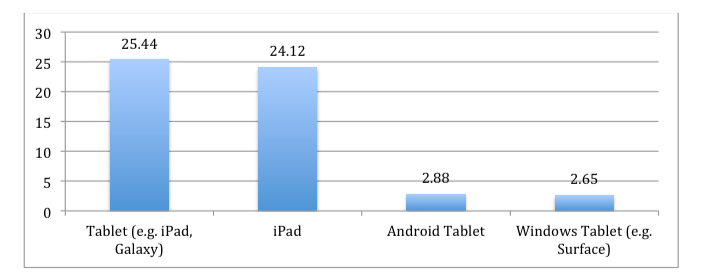 30
25
20
15
10
5
0
25.44
24.12
2.88
2.65
Tablet (e.g. iPad,
Galaxy)
iPad
Android Tablet
Windows Tablet (e.g.
Surface)